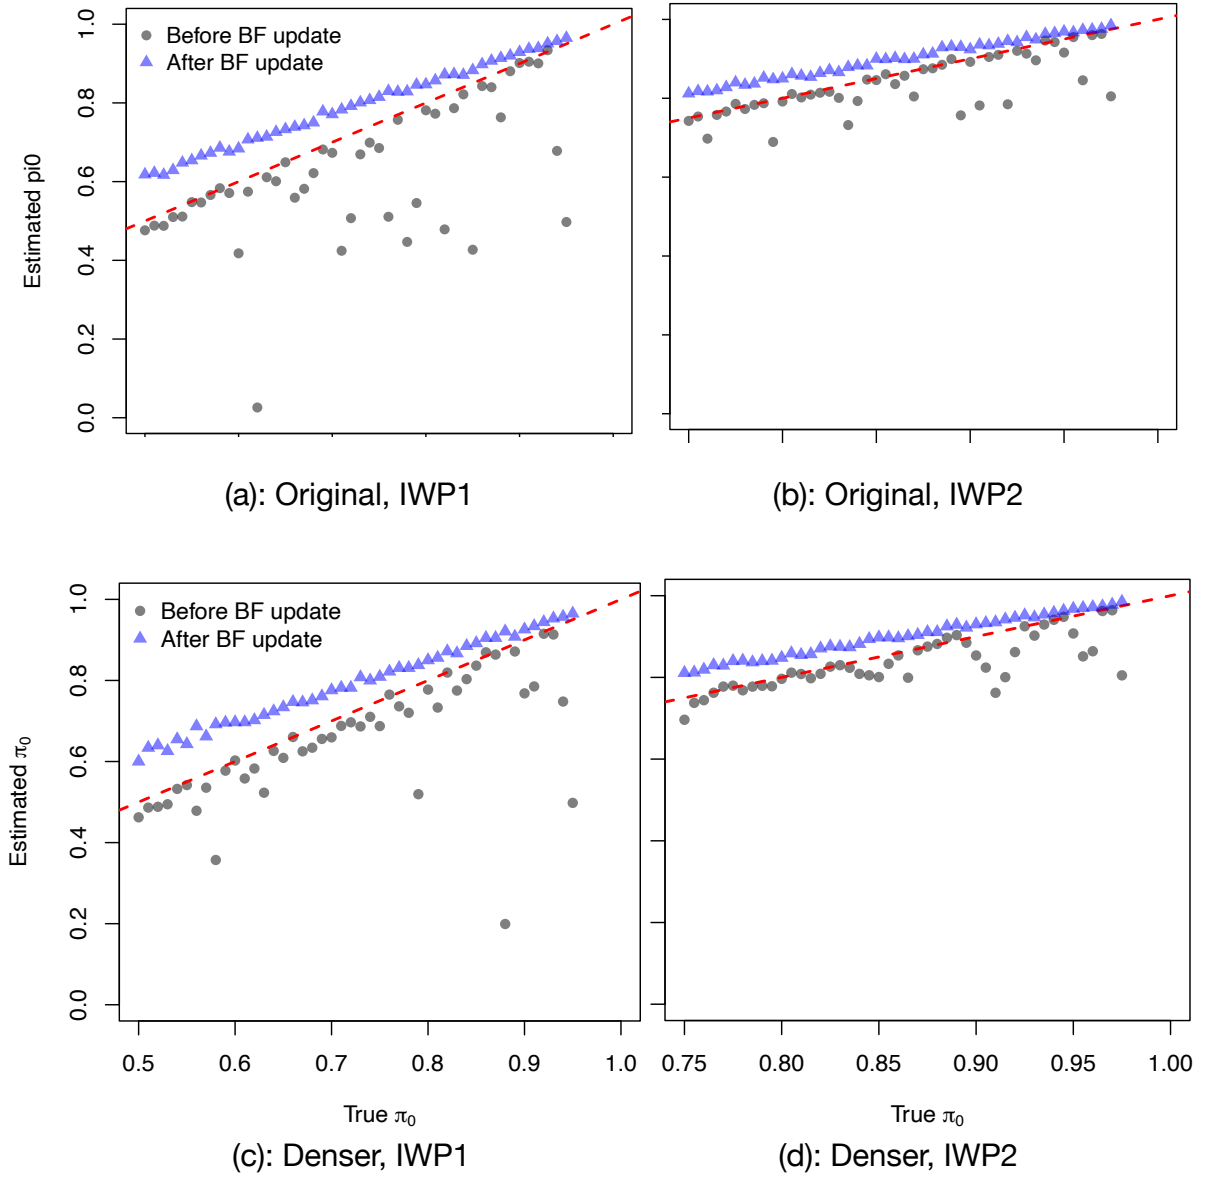 Before BF update
After BF update
Estimated pi0
0.0
0.2
0.4
0.6
0.8
1.0
(a): Original, IWP1
(b): Original, IWP2
Before BF update
After BF update
Estimated π0
0.0
0.2
0.4
0.6
0.8
1.0
0.5 0.6 0.7 0.8 0.9 1.0
0.75 0.80 0.85 0.90 0.95 1.00
True π0
True π0
(c): Denser, IWP1
(d): Denser, IWP2